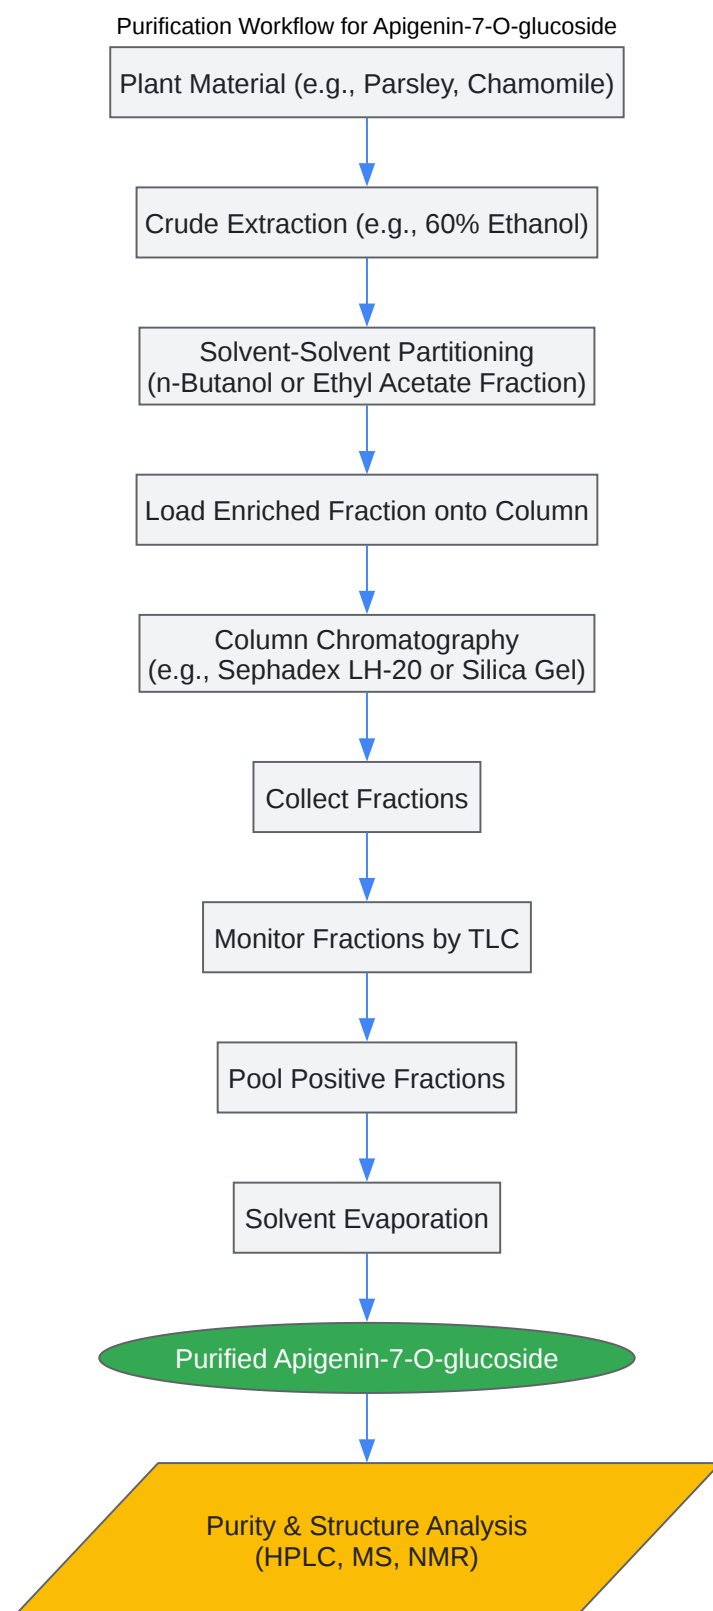 Purification Workflow for Apigenin-7-O-glucoside
Plant Material (e.g., Parsley, Chamomile)
Crude Extraction (e.g., 60% Ethanol)
Solvent-Solvent Partitioning
(n-Butanol or Ethyl Acetate Fraction)
Load Enriched Fraction onto Column
Column Chromatography
(e.g., Sephadex LH-20 or Silica Gel)
Collect Fractions
Monitor Fractions by TLC
Pool Positive Fractions
Solvent Evaporation
Purified Apigenin-7-O-glucoside
Purity & Structure Analysis
(HPLC, MS, NMR)